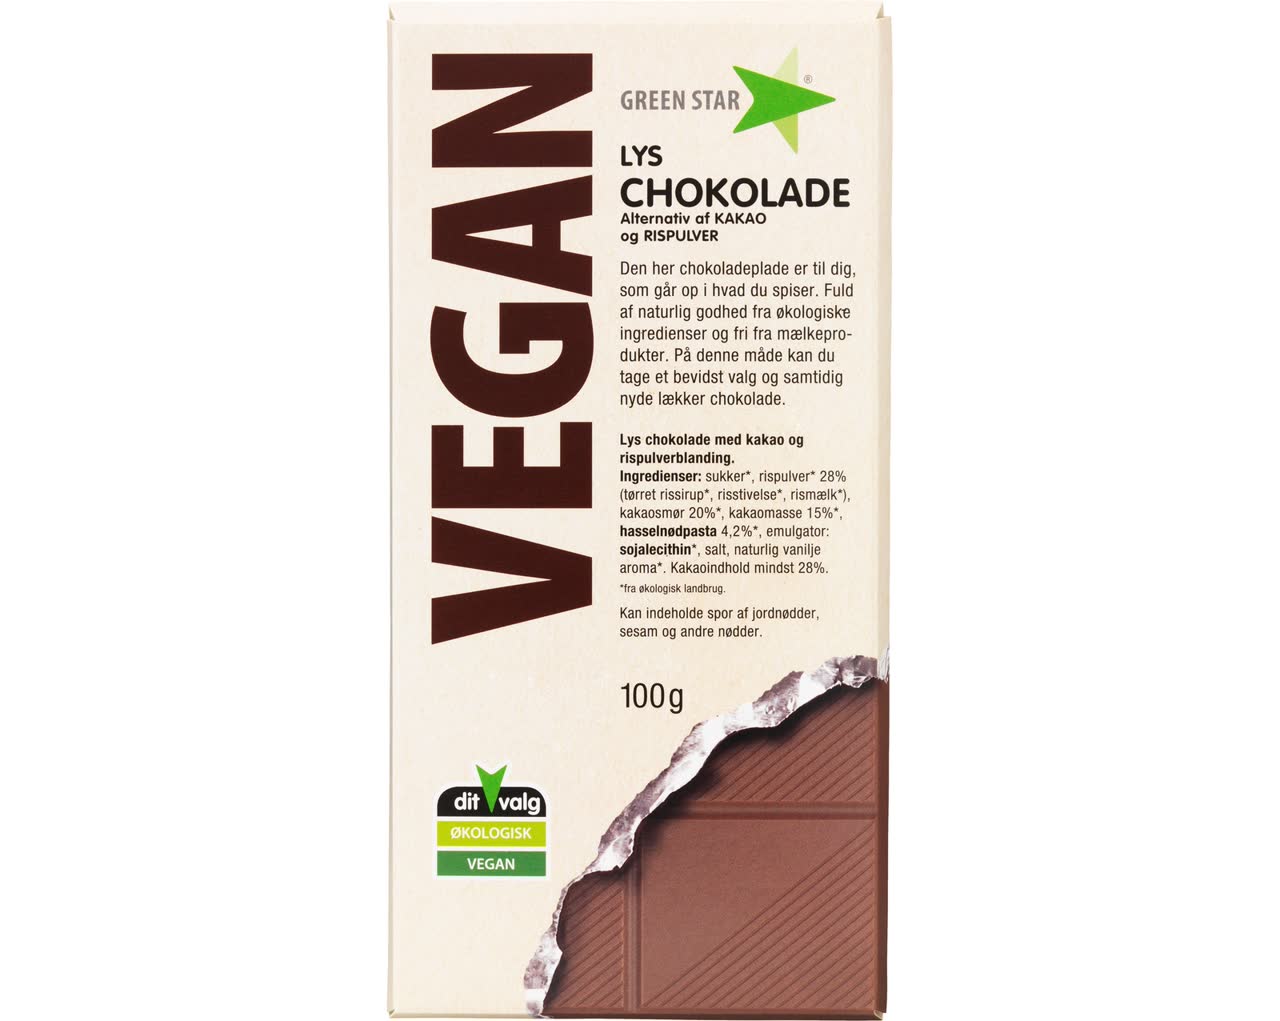 VEGAN
GREEN STAR
®
LYS
CHOKOLADE
Alternativ af KAKAO
og RISPULVER
Den her chokoladeplade er til dig,
som går op i hvad du spiser. Fuld
af naturlig godhed fra økologiske
ingredienser og fri fra mælkepro-
dukter. På denne måde kan du
tage et bevidst valg og samtidig
nyde lækker chokolade.
Lys chokolade med kakao og
rispulverblanding.
Ingredienser: sukker*, rispulver* 28%
(tørret rissirup*, risstivelse*, rismælk*),
kakaosmør 20%*, kakaomasse 15%*,
hasselnødpasta 4,2%*, emulgator:
sojalecithin*, salt, naturlig vanilje
aroma*. Kakaoindhold mindst 28%.
*fra økologisk landbrug.
Kan indeholde spor af jordnødder,
sesam og andre nødder.
100g
dit valg
ØKOLOGISK
VEGAN